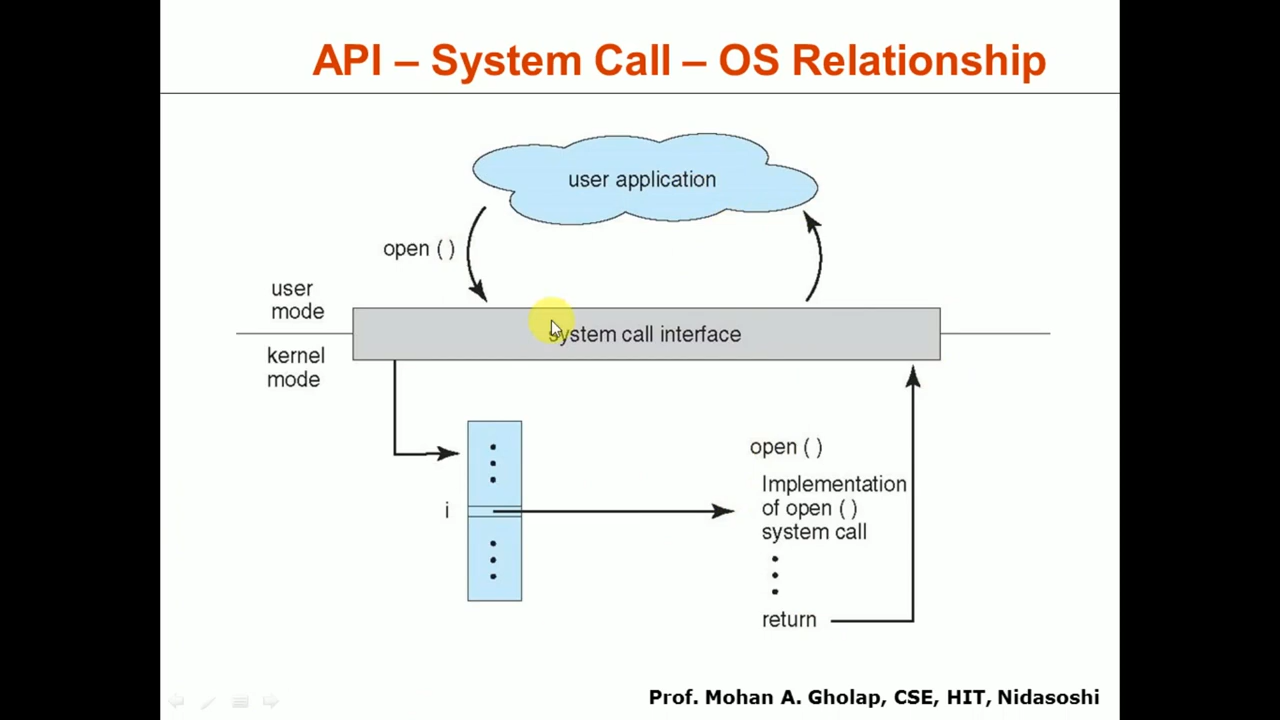 API – System Call – OS Relationship
user application
open ( )
user
mode
system call interface
kernel
mode
open ( )
Implementation
of open ( )
system call
i
return
Prof. Mohan A. Gholap, CSE, HIT, Nidasoshi